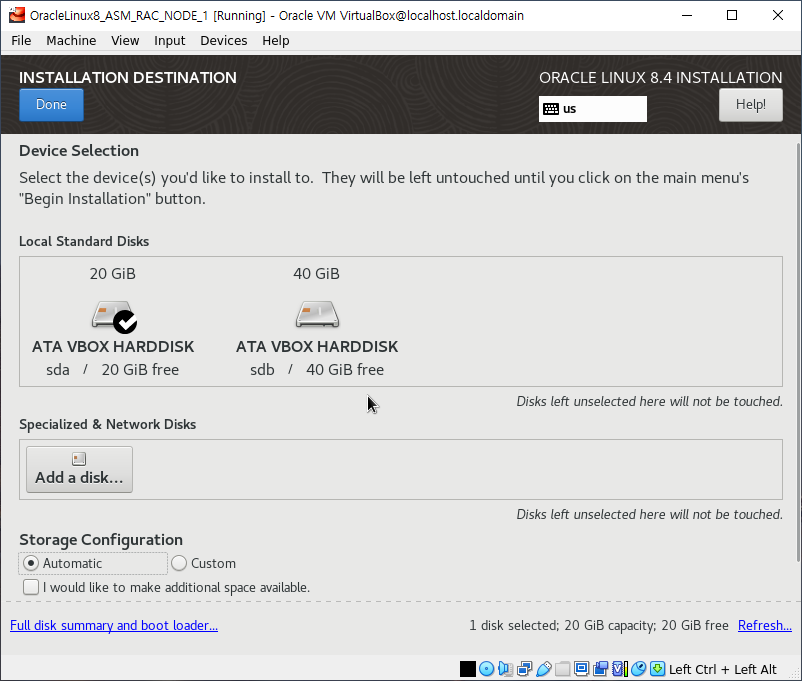 OracleLinux8_ASM_RAC_NODE_1 [Running] - Oracle VM VirtualBox@localhost.localdomain
File Machine View Input Devices Help
INSTALLATION DESTINATION
ORACLE LINUX 8.4 INSTALLATION
Done
us
Help!
Device Selection
Select the device(s) you'd like to install to. They will be left untouched until you click on the main menu's
"Begin Installation" button.
Local Standard Disks
20 GiB
ATA VBOX HARDDISK
sda / 20 GiB free
40 GiB
ATA VBOX HARDDISK
sdb / 40 GiB free
Disks left unselected here will not be touched.
Specialized & Network Disks
Add a disk...
Disks left unselected here will not be touched.
Storage Configuration
Automatic Custom
I would like to make additional space available.
Full disk summary and boot loader...
1 disk selected; 20 GiB capacity; 20 GiB free Refresh...
Left Ctrl + Left Alt